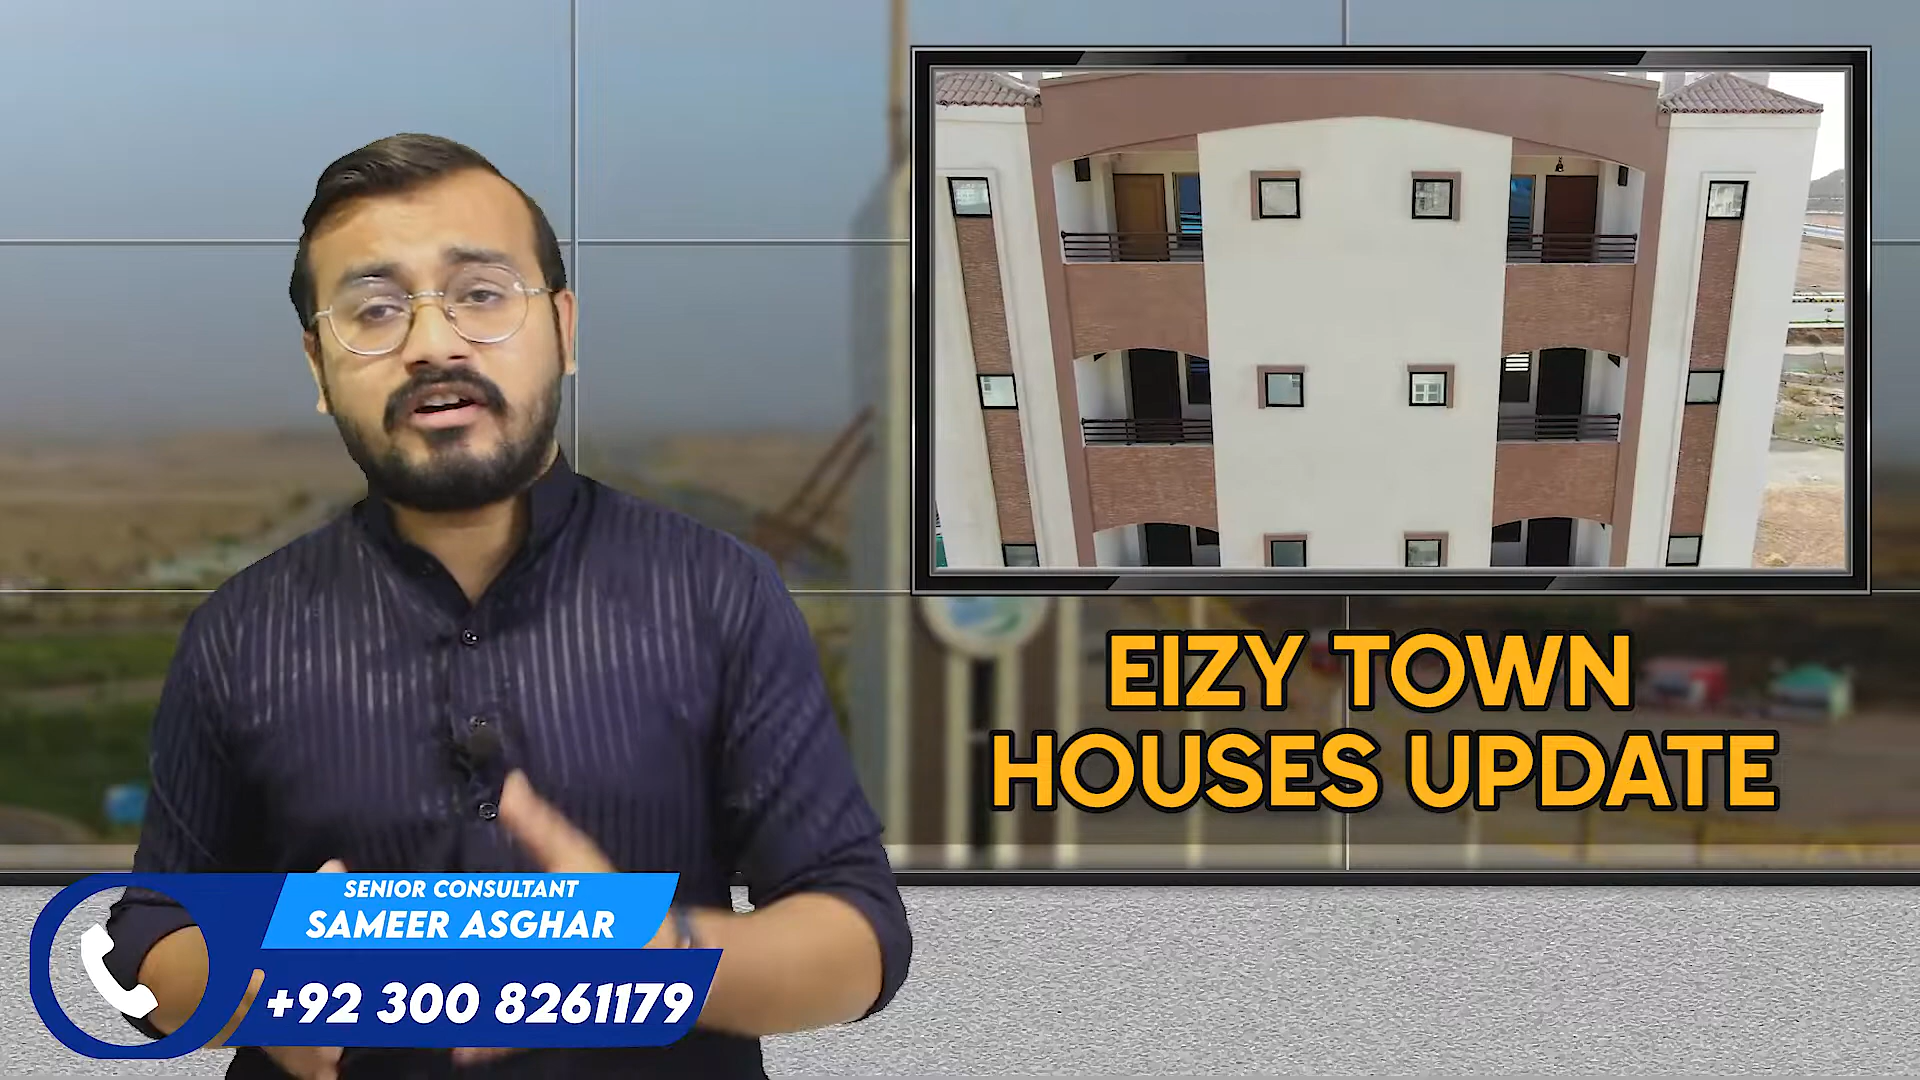 EIZY TOWN
HOUSES UPDATE
SENIOR CONSULTANT
SAMEER ASGHAR
+92 300 8261179